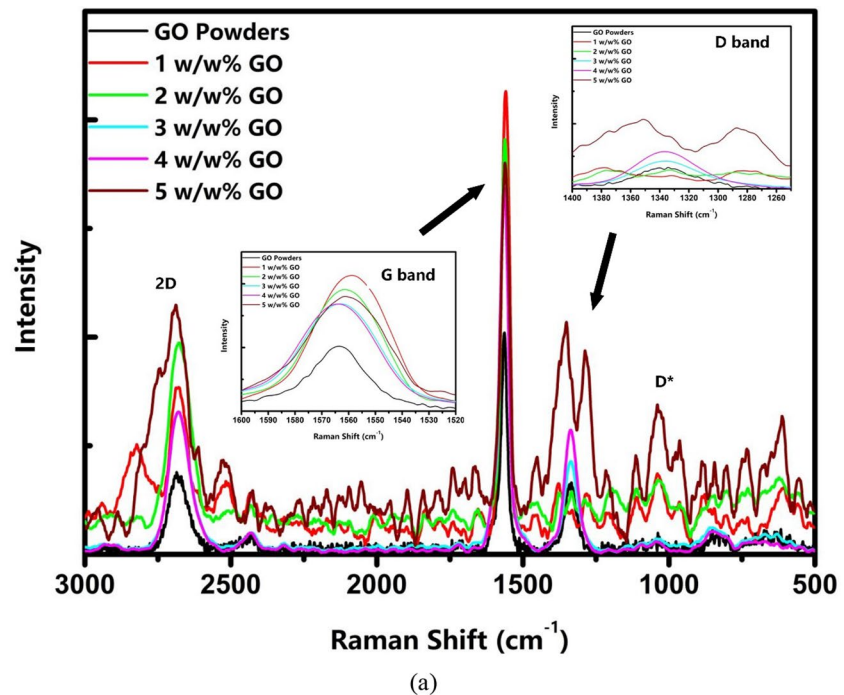 GO Powders
1 w/w% GO
2 w/w% GO
3 w/w% GO
4 w/w% GO
5 w/w% GO
D band
GO Powders
1 w/w% GO
2 w/w% GO
3 w/w% GO
4 w/w% GO
5 w/w% GO
Intensity
1400 1380 1360 1340 1320 1300 1280 1260
Raman Shift (cm-1)
2D
G band
GO Powders
1 w/w% GO
2 w/w% GO
3 w/w% GO
4 w/w% GO
5 w/w% GO
Intensity
1600 1590 1580 1570 1560 1550 1540 1530 1520
Raman Shift (cm-1)
D*
Intensity
3000 2500 2000 1500 1000 500
Raman Shift (cm-1)
(a)